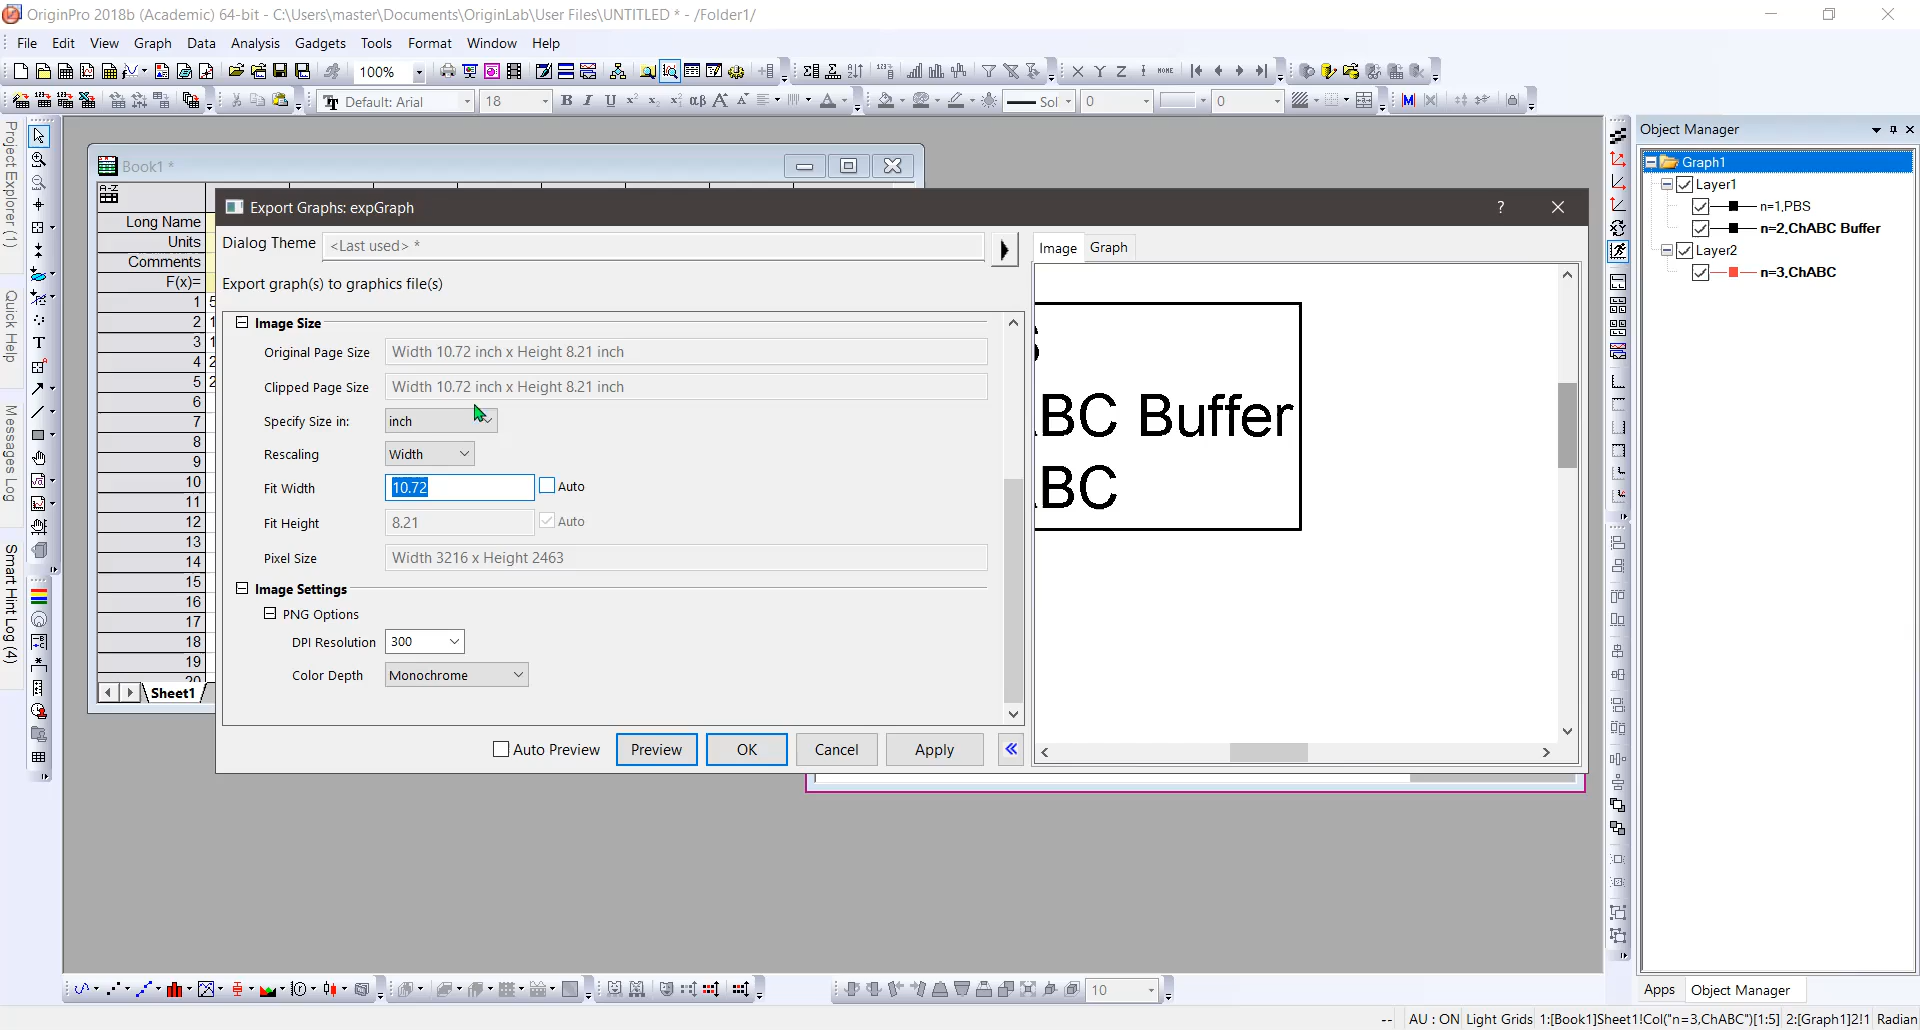 OriginPro 2018b (Academic) 64-bit - C:\Users\master\Documents\OriginLab\User Files\UNTITLED * - /Folder1/
File Edit View Graph Data Analysis Gadgets Tools Format Window Help
100%
Default: Arial 18 B I U Sol 0 0
Project Explorer (1)
Quick Help
Messages Log
Smart Hint Log (4)
Book1 *
Long Name
Units
Comments
F(x)=
1 5
2 1
3 1
4 2
5 2
6
7
8
9
10
11
12
13
14
15
16
17
18
19
20
Sheet1
Export Graphs: expGraph
Dialog Theme <Last used> *
Export graph(s) to graphics file(s)
Image Size
Original Page Size Width 10.72 inch x Height 8.21 inch
Clipped Page Size Width 10.72 inch x Height 8.21 inch
Specify Size in: inch
Rescaling Width
Fit Width 10.72 Auto
Fit Height 8.21 Auto
Pixel Size Width 3216 x Height 2463
Image Settings
PNG Options
DPI Resolution 300
Color Depth Monochrome
Auto Preview Preview OK Cancel Apply
Image Graph
BC Buffer
BC
Object Manager
Graph1
Layer1
n=1,PBS
n=2,ChABC Buffer
Layer2
n=3,ChABC
10
Apps Object Manager
-- AU : ON Light Grids 1:[Book1]Sheet1!Col("n=3,ChABC")[1:5] 2:[Graph1]2!1 Radian